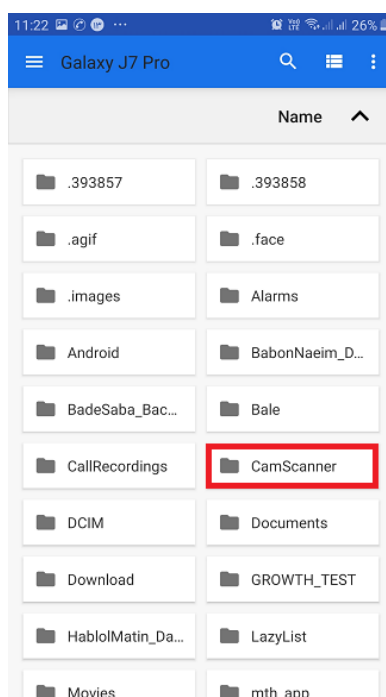 11:22 ... 26%
Galaxy J7 Pro
Name
.393857 .393858
.agif .face
.images Alarms
Android BabonNaeim_D...
BadeSaba_Bac... Bale
CallRecordings CamScanner
DCIM Documents
Download GROWTH_TEST
HablolMatin_Da... LazyList
Movies mth_app